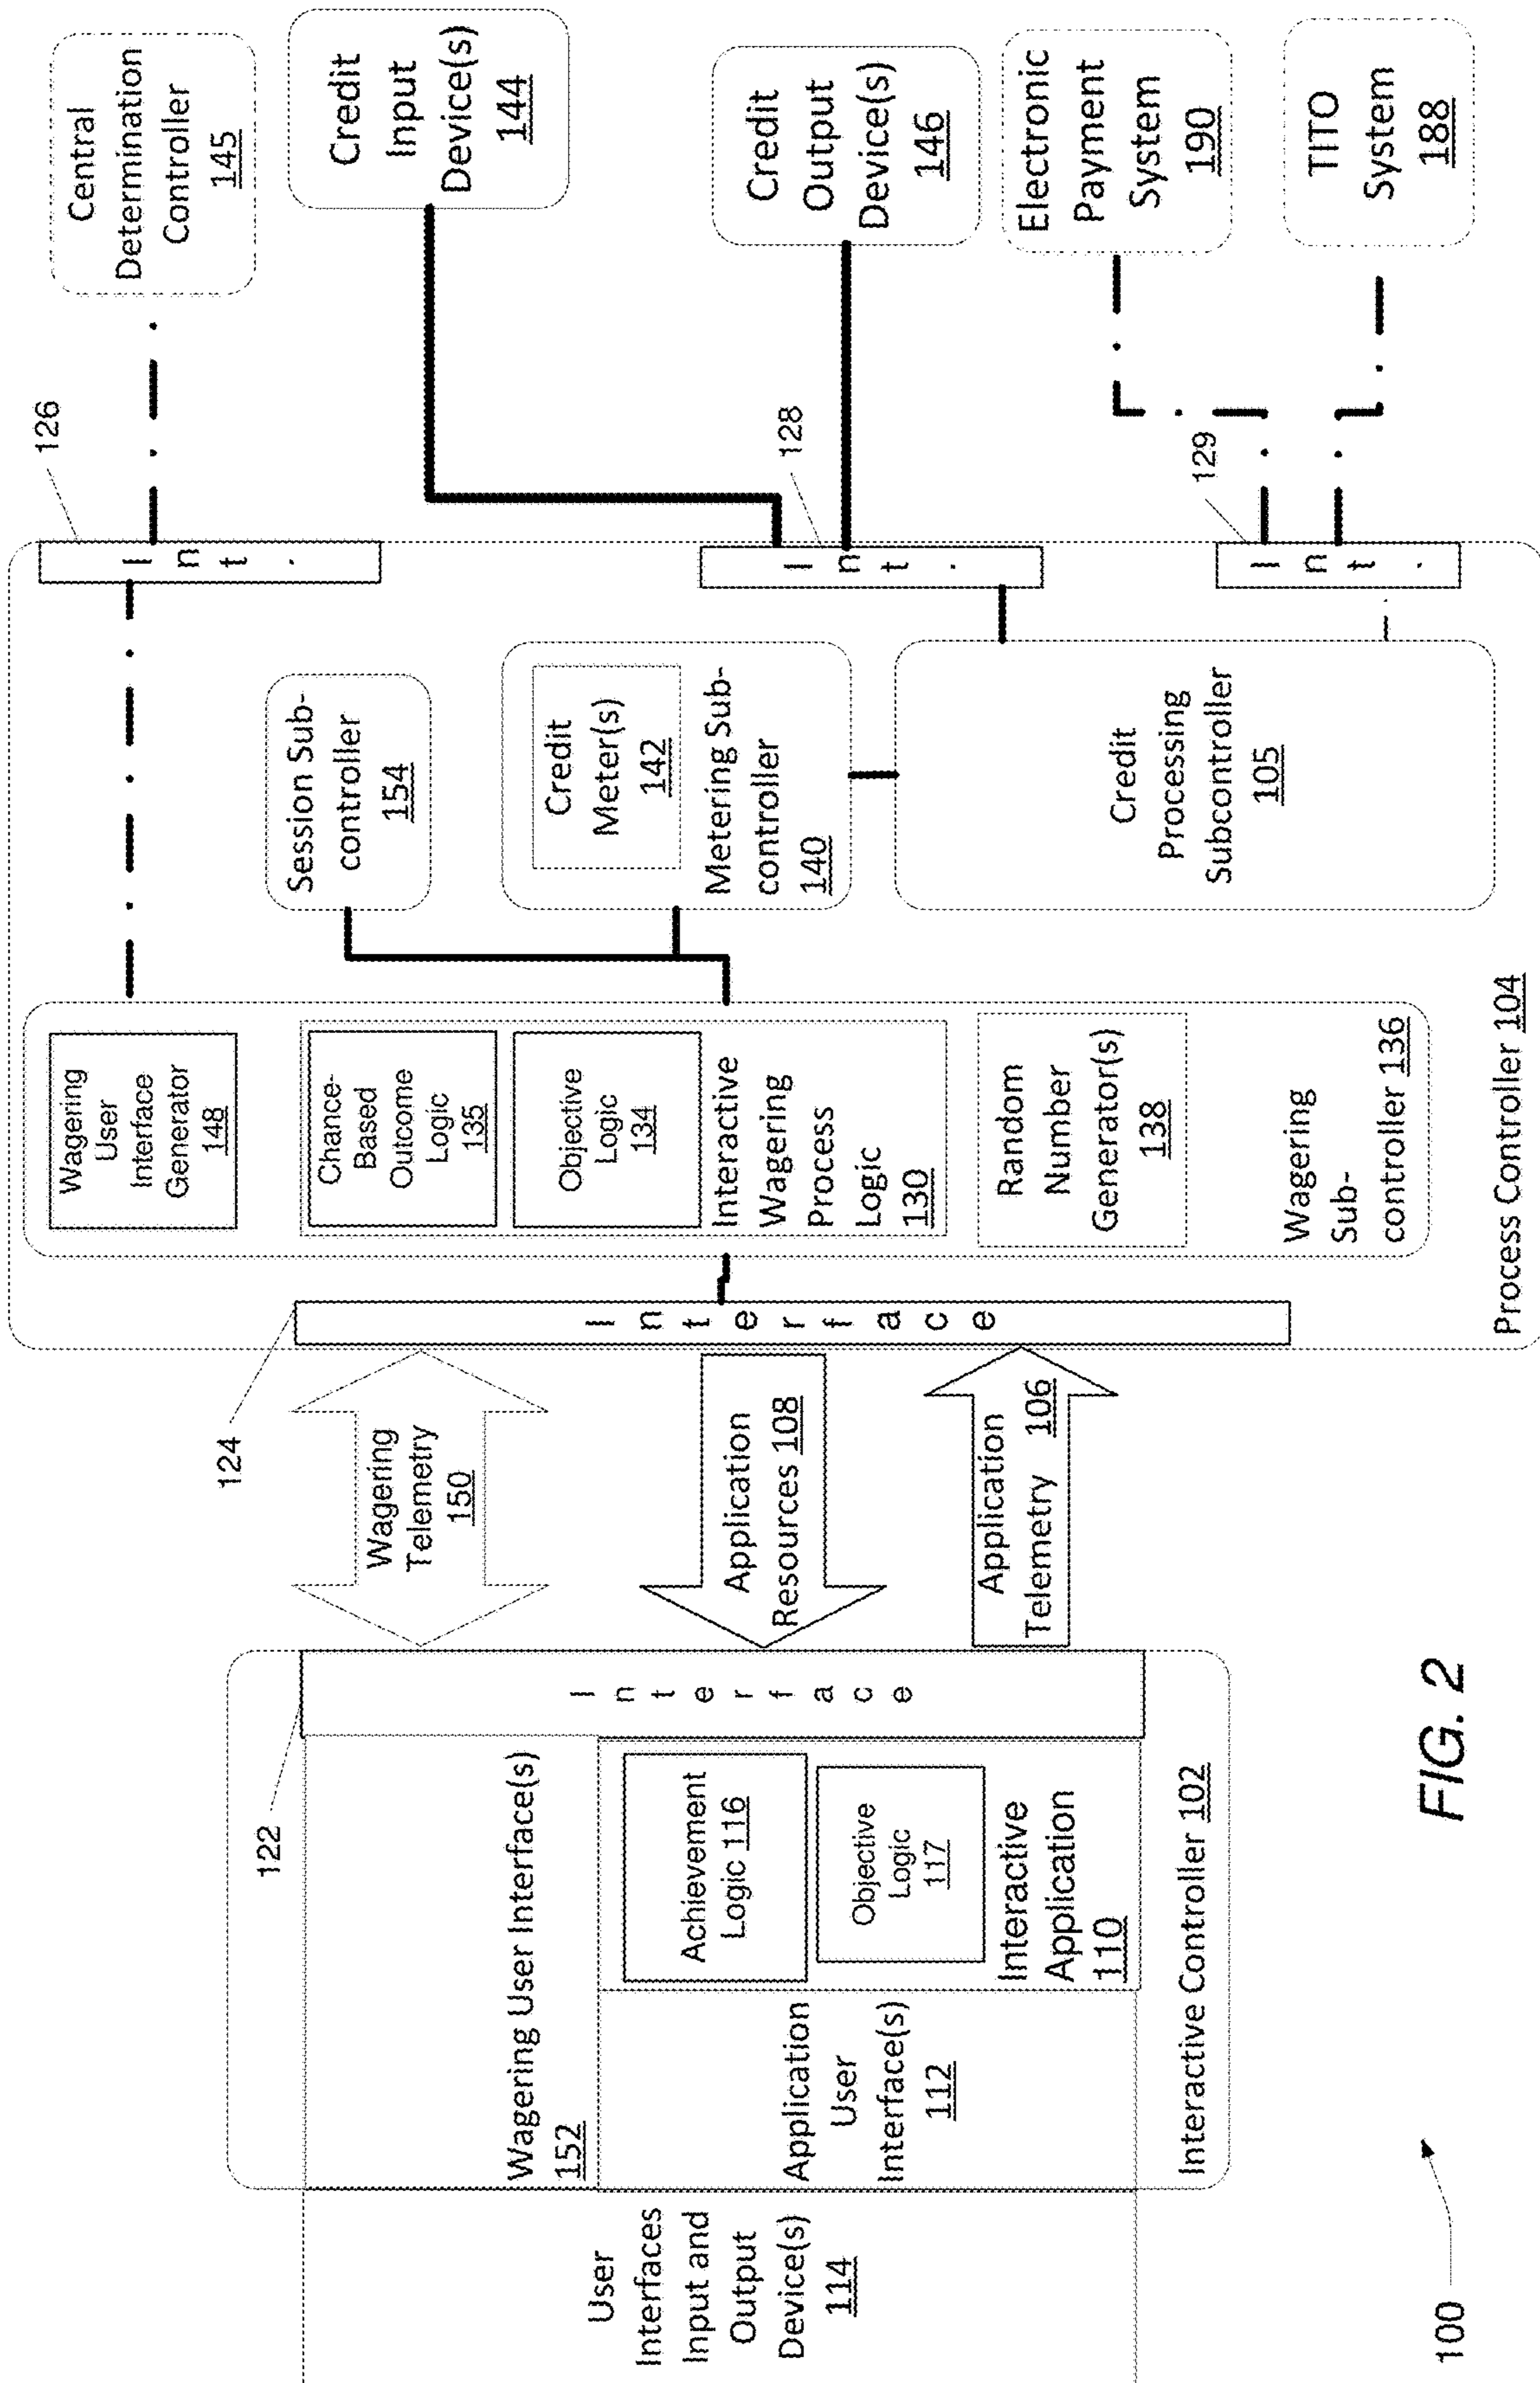 User
Interfaces
Input and
Output
Device(s)
114
Wagering User Interface(s)
152
Application
User
Interface(s)
112
Achievement
Logic 116
Objective
Logic
117
Interactive
Application
110
Interactive Controller 102
122
Interface
Wagering
Telemetry
150
Application
Resources 108
Application
Telemetry 106
124
Interface
Wagering
User
Interface
Generator
148
Chance-
Based
Outcome
Logic
135
Objective
Logic
134
Interactive
Wagering
Process
Logic
130
Random
Number
Generator(s)
138
Wagering
Sub-
controller 136
Session Sub-
controller
154
Credit
Meter(s)
142
Metering Sub-
controller
140
Credit
Processing
Subcontroller
105
Process Controller 104
126
Int.
128
Int.
129
Int.
Central
Determination
Controller
145
Credit
Input
Device(s)
144
Credit
Output
Device(s)
146
Electronic
Payment
System
190
TITO
System
188
100
FIG. 2